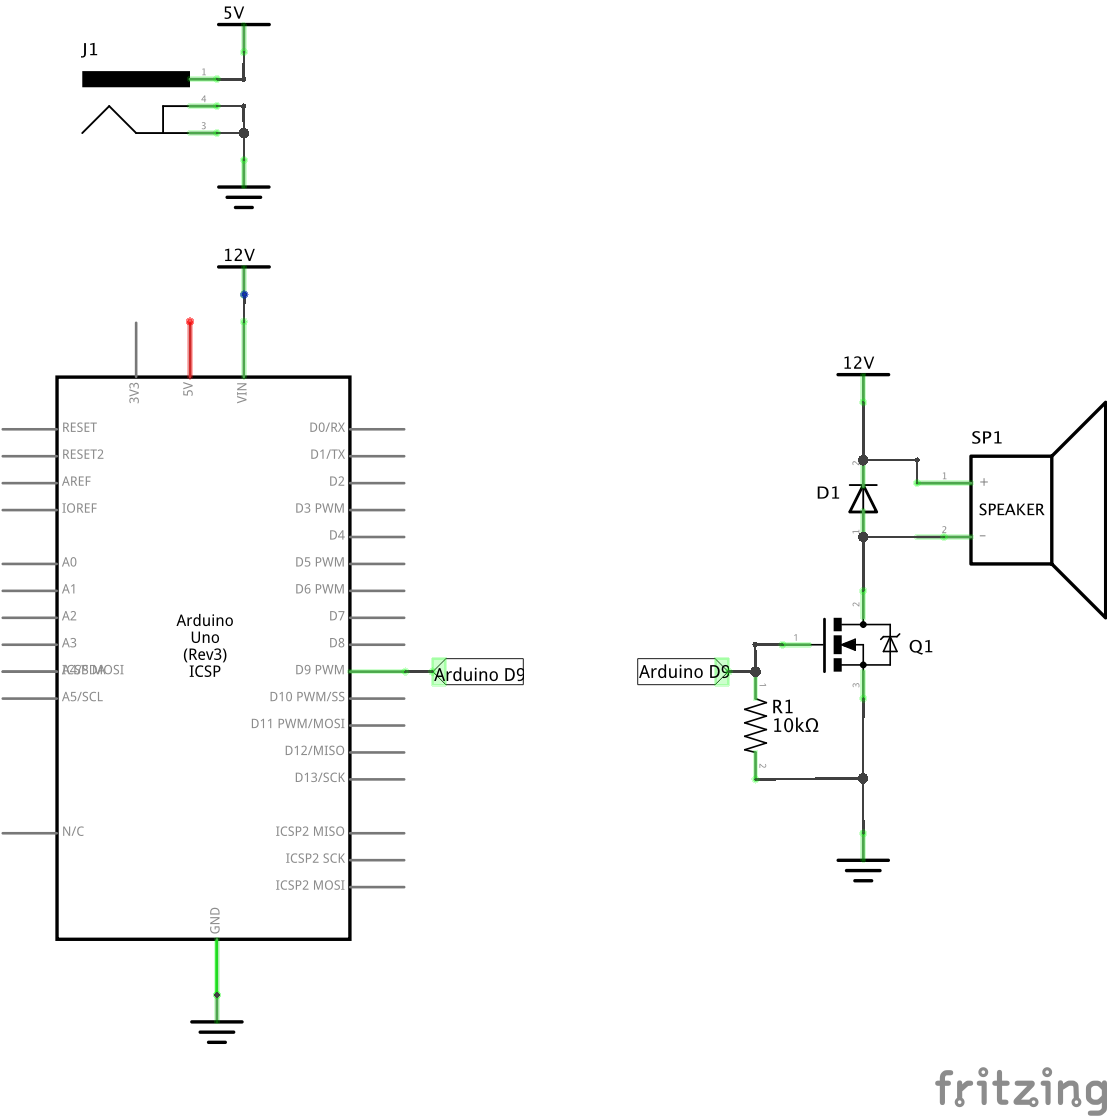 5V
J1
1
4
3
12V
3V3
5V
VIN
RESET
RESET2
AREF
IOREF
A0
A1
A2
A3
A5/SCL
N/C
D0/RX
D1/TX
D2
D3 PWM
D4
D5 PWM
D6 PWM
D7
D8
D9 PWM
D10 PWM/SS
D11 PWM/MOSI
D12/MISO
D13/SCK
ICSP2 MISO
ICSP2 SCK
ICSP2 MOSI
Arduino
Uno
(Rev3)
ICSP
GND
Arduino D9
12V
SP1
2
1
+
D1
SPEAKER
1
2
-
2
Arduino D9
1
Q1
3
1
R1
10kΩ
2
fritzing